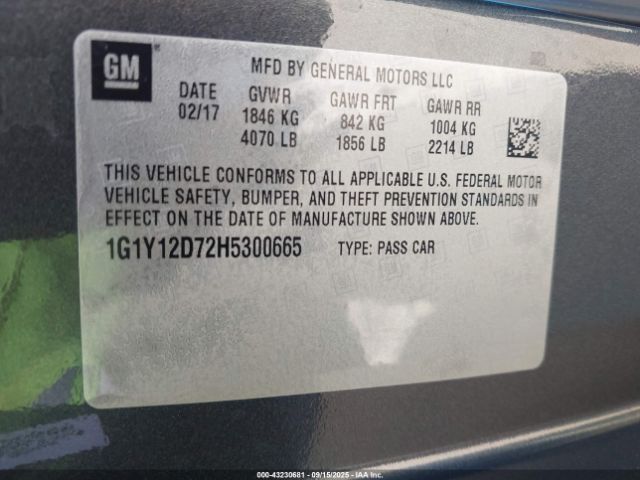 GM ®
MFD BY GENERAL MOTORS LLC
DATE GVWR GAWR FRT GAWR RR
02/17 1846 KG 842 KG 1004 KG
4070 LB 1856 LB 2214 LB
THIS VEHICLE CONFORMS TO ALL APPLICABLE U.S. FEDERAL MOTOR
VEHICLE SAFETY, BUMPER, AND THEFT PREVENTION STANDARDS IN
EFFECT ON THE DATE OF MANUFACTURE SHOWN ABOVE.
1G1Y12D72H5300665 TYPE: PASS CAR
000-43230681 - 09/15/2025 - IAA Inc.